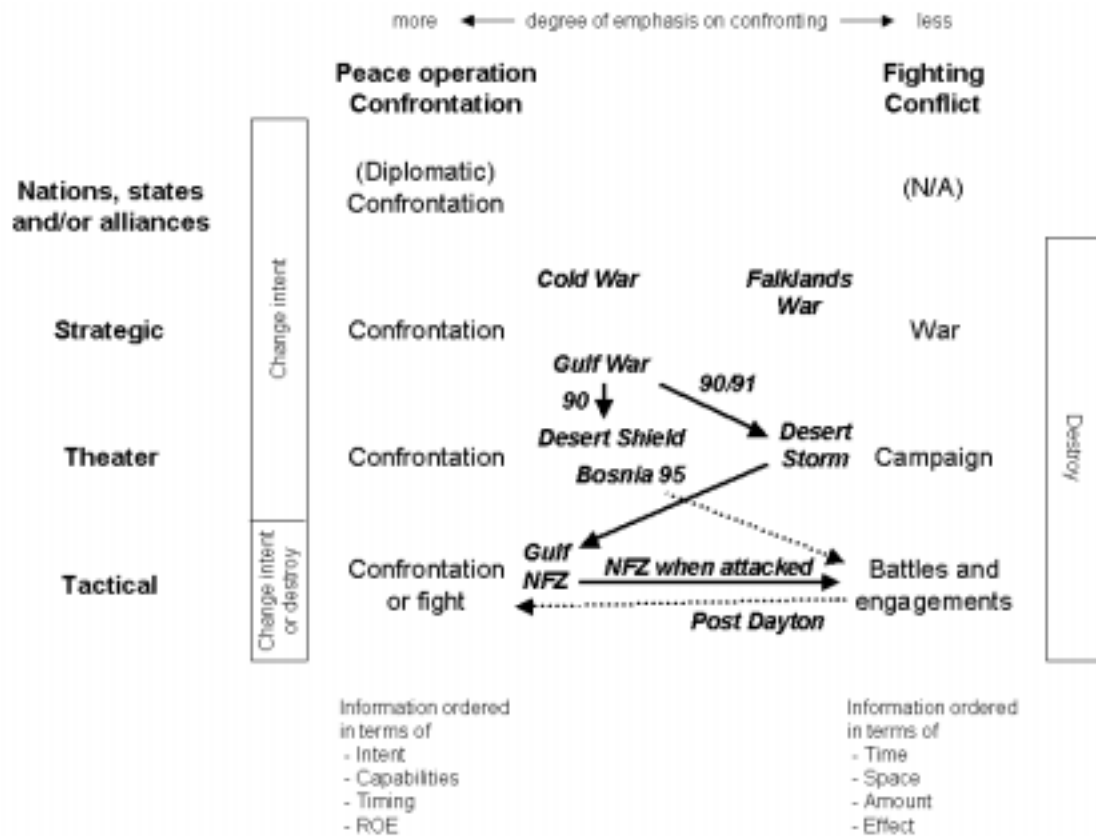 more degree of emphasis on confronting less
Peace operation
Confrontation
Fighting
Conflict
Nations, states
and/or alliances
(Diplomatic)
Confrontation
(N/A)
Change intent
Cold War
Falklands
War
Strategic
Confrontation
War
Gulf War
90
90/91
Desert Shield
Desert
Storm
Theater
Confrontation
Campaign
Bosnia 95
Destroy
Tactical
Change intent
or destroy
Confrontation
or fight
Gulf
NFZ
NFZ when attacked
Battles and
engagements
Post Dayton
Information ordered
in terms of
- Intent
- Capabilities
- Timing
- ROE
Information ordered
in terms of
- Time
- Space
- Amount
- Effect